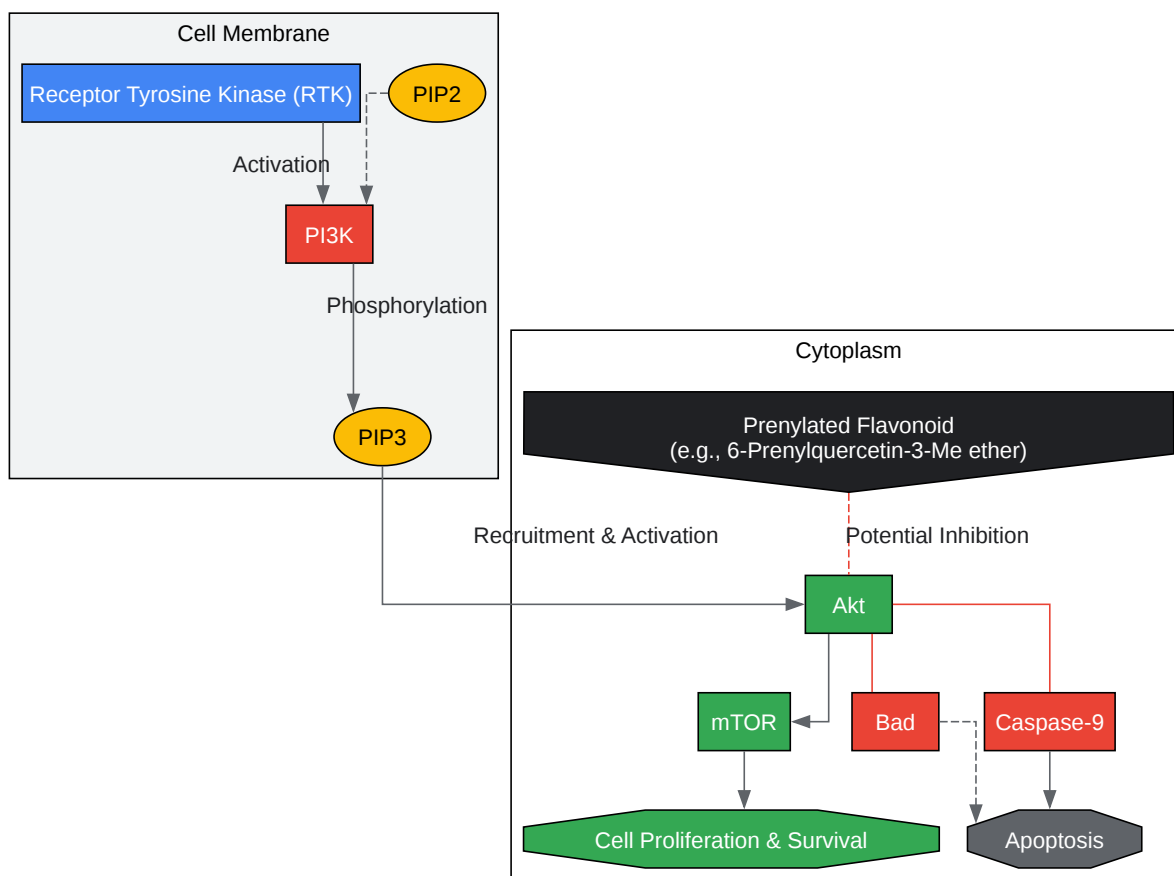 Cell Membrane
Receptor Tyrosine Kinase (RTK)
PIP2
Activation
PI3K
Phosphorylation
PIP3
Cytoplasm
Prenylated Flavonoid
(e.g., 6-Prenylquercetin-3-Me ether)
Recruitment & Activation
Potential Inhibition
Akt
mTOR
Bad
Caspase-9
Cell Proliferation & Survival
Apoptosis